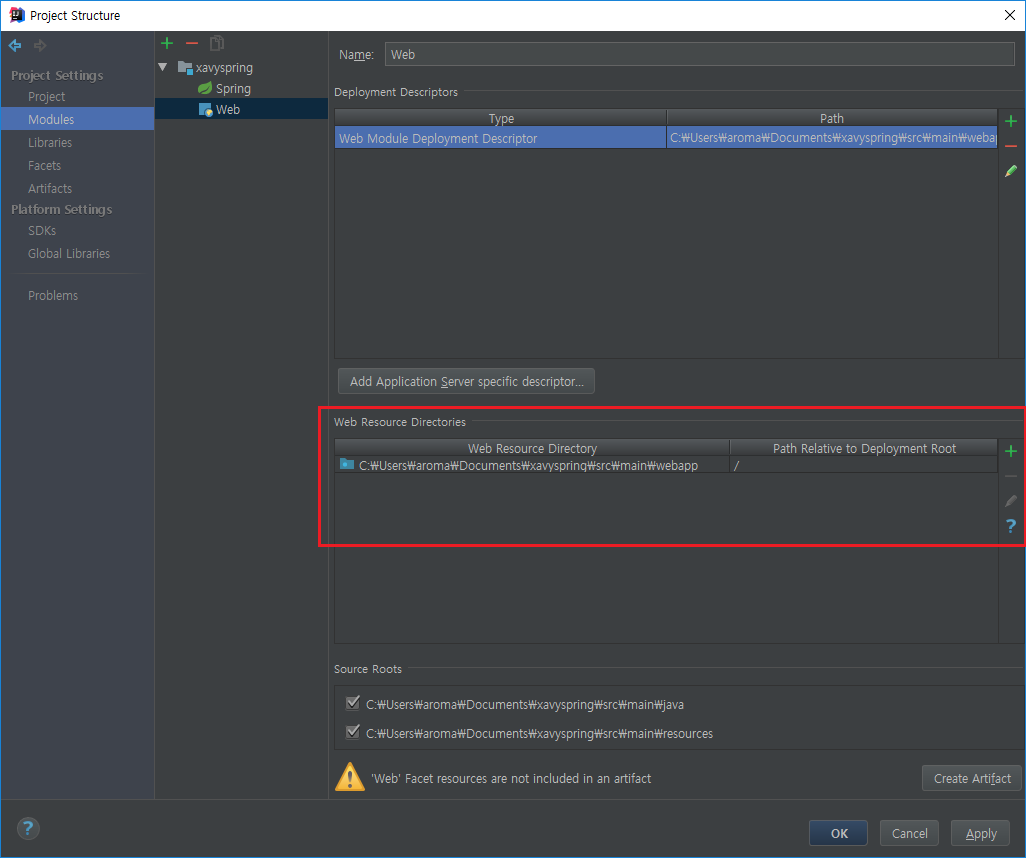 Project Structure
Project Settings
Project
Modules
Libraries
Facets
Artifacts
Platform Settings
SDKs
Global Libraries
Problems
xavyspring
Spring
Web
Name: Web
Deployment Descriptors
Type Path
Web Module Deployment Descriptor C:₩Users₩aroma₩Documents₩xavyspring₩src₩main₩webap
Add Application Server specific descriptor...
Web Resource Directories
Web Resource Directory Path Relative to Deployment Root
C:₩Users₩aroma₩Documents₩xavyspring₩src₩main₩webapp /
Source Roots
C:₩Users₩aroma₩Documents₩xavyspring₩src₩main₩java
C:₩Users₩aroma₩Documents₩xavyspring₩src₩main₩resources
'Web' Facet resources are not included in an artifact Create Artifact
? OK Cancel Apply